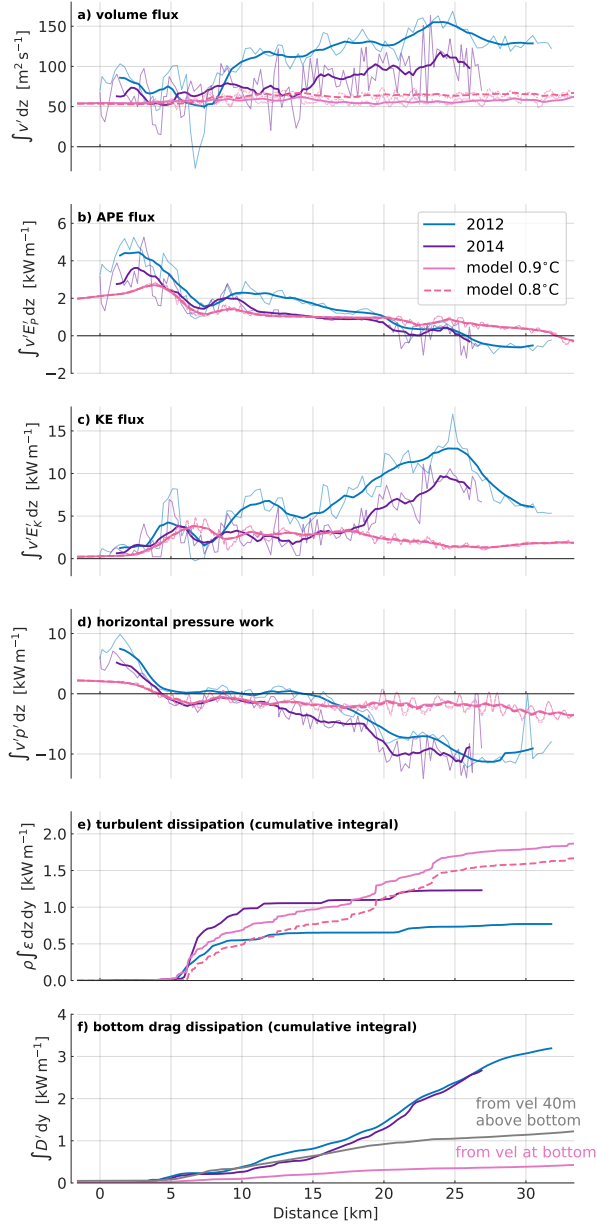 a) volume flux
150
100
50
0
∫ v′ dz [m² s⁻¹]
b) APE flux
6
4
2
0
−2
∫ v′E′ₚ dz [kW m⁻¹]
2012
2014
model 0.9°C
model 0.8°C
c) KE flux
15
10
5
0
∫ v′E′ₖ dz [kW m⁻¹]
d) horizontal pressure work
10
0
−10
∫ v′p′ dz [kW m⁻¹]
e) turbulent dissipation (cumulative integral)
2.0
1.5
1.0
0.5
0.0
ρ ∫ ε dz dy [kW m⁻¹]
f) bottom drag dissipation (cumulative integral)
4
3
2
1
0
∫ D′ dy [kW m⁻¹]
from vel 40m
above bottom
from vel at bottom
0 5 10 15 20 25 30
Distance [km]